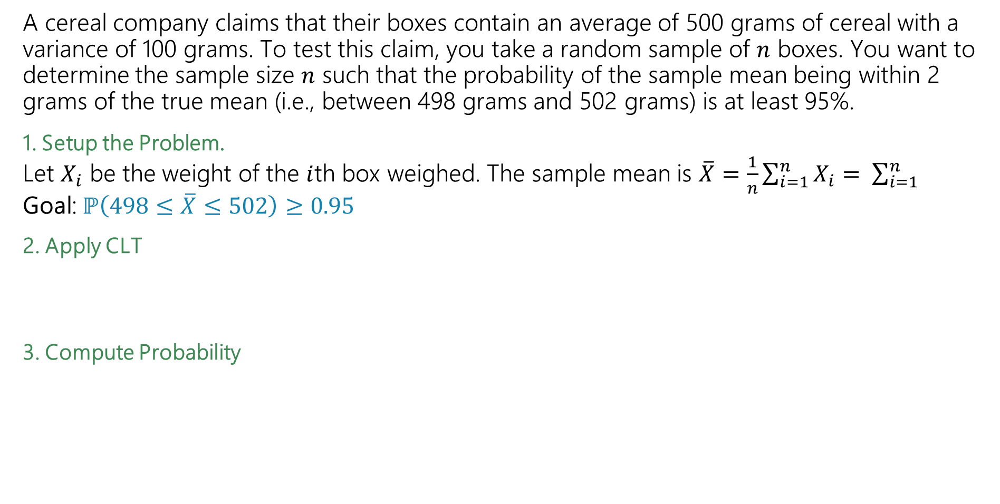 A cereal company claims that their boxes contain an average of 500 grams of cereal with a
variance of 100 grams. To test this claim, you take a random sample of n boxes. You want to
determine the sample size n such that the probability of the sample mean being within 2
grams of the true mean (i.e., between 498 grams and 502 grams) is at least 95%.
1. Setup the Problem.
Let Xᵢ be the weight of the ith box weighed. The sample mean is X̄ = 1/n ∑ⁿᵢ₌₁ Xᵢ = ∑ⁿᵢ₌₁
Goal: ℙ(498 ≤ X̄ ≤ 502) ≥ 0.95
2. Apply CLT
3. Compute Probability